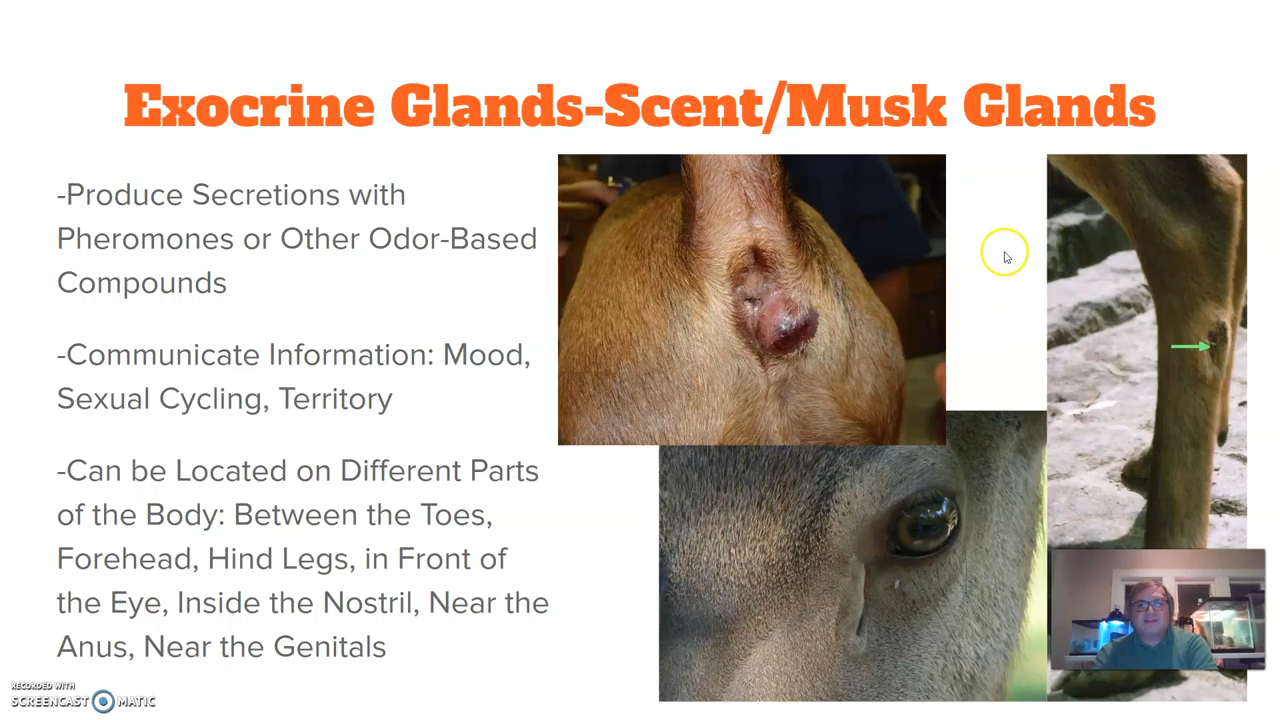 Exocrine Glands-Scent/Musk Glands
-Produce Secretions with
Pheromones or Other Odor-Based
Compounds
-Communicate Information: Mood,
Sexual Cycling, Territory
-Can be Located on Different Parts
of the Body: Between the Toes,
Forehead, Hind Legs, in Front of
the Eye, Inside the Nostril, Near the
Anus, Near the Genitals
RECORDED WITH
SCREENCAST MATIC